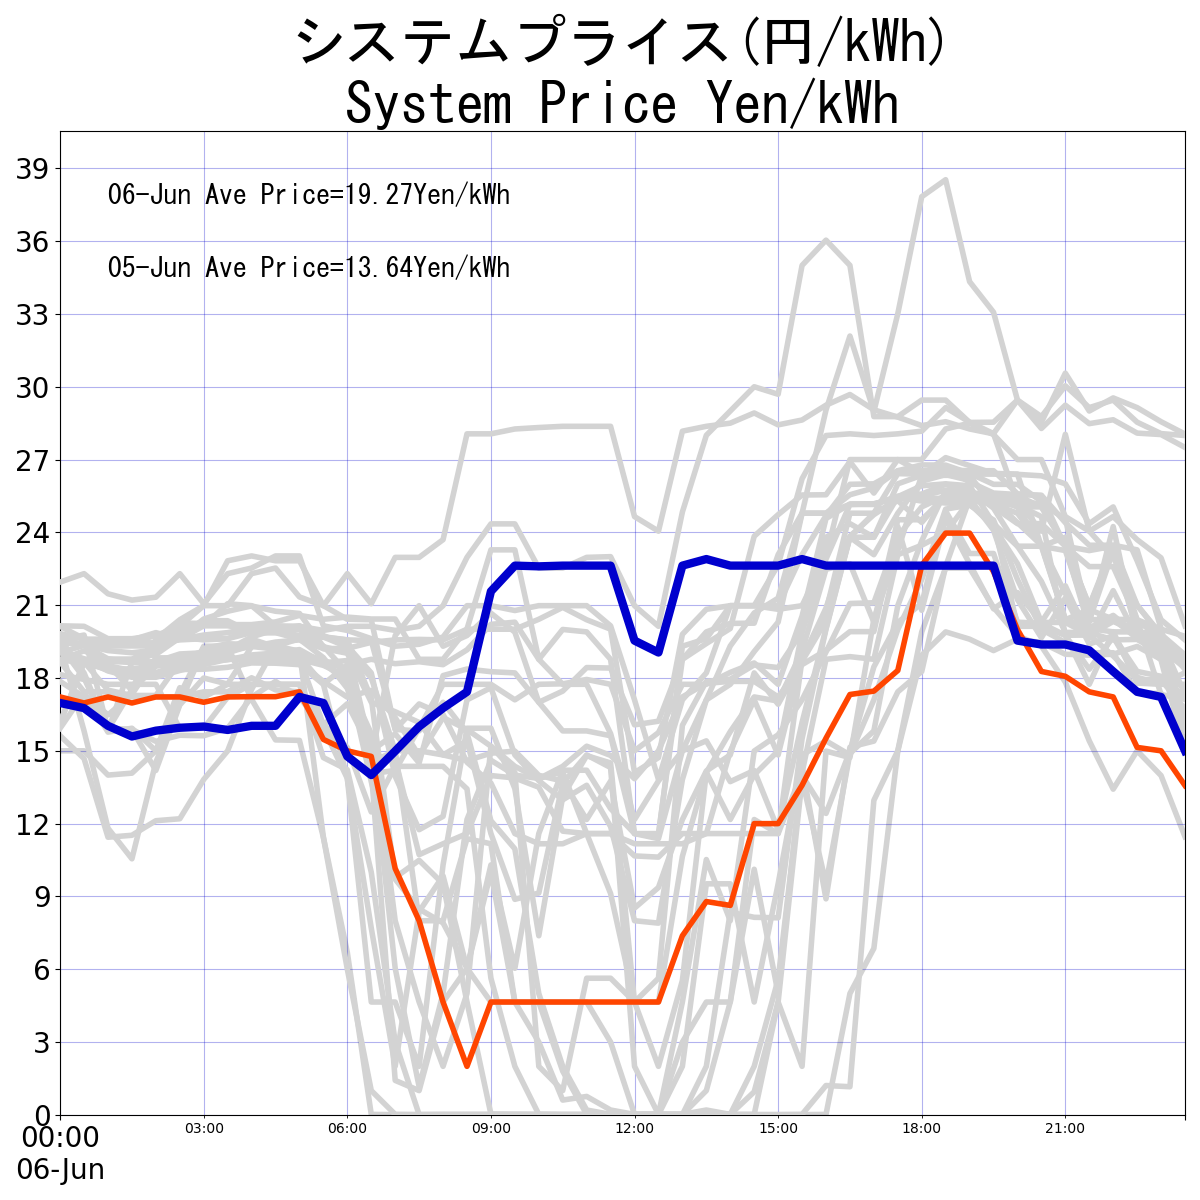 システムプライス(円/kWh)
System Price Yen/kWh
39
06-Jun Ave Price=19.27Yen/kWh
36
05-Jun Ave Price=13.64Yen/kWh
33
30
27
24
21
18
15
12
9
6
3
0
00:00 03:00 06:00 09:00 12:00 15:00 18:00 21:00
06-Jun